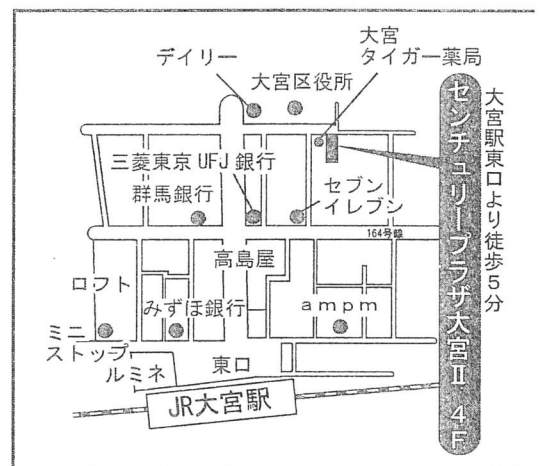 大宮
タイガー薬局
デイリー
大宮区役所
三菱東京UFJ銀行
群馬銀行
セブン
イレブン
164号線
高島屋
ロフト
みずほ銀行
ampm
ミニ
ストップ
ルミネ
東口
JR大宮駅
センチュリープラザ大宮Ⅱ 4F
大宮駅東口より徒歩5分